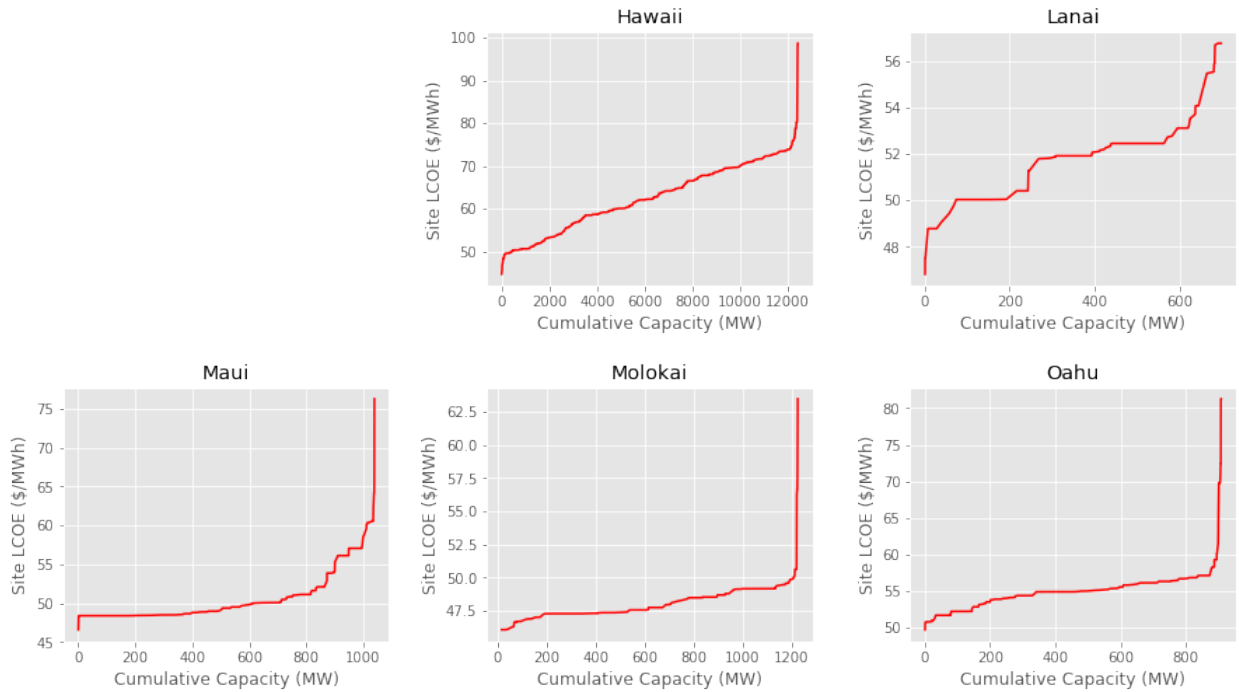 Hawaii
Site LCOE ($/MWh)
100
90
80
70
60
50
0 2000 4000 6000 8000 10000 12000
Cumulative Capacity (MW)
Lanai
Site LCOE ($/MWh)
56
54
52
50
48
0 200 400 600
Cumulative Capacity (MW)
Maui
Site LCOE ($/MWh)
75
70
65
60
55
50
45
0 200 400 600 800 1000
Cumulative Capacity (MW)
Molokai
Site LCOE ($/MWh)
62.5
60.0
57.5
55.0
52.5
50.0
47.5
0 200 400 600 800 1000 1200
Cumulative Capacity (MW)
Oahu
Site LCOE ($/MWh)
80
75
70
65
60
55
50
0 200 400 600 800
Cumulative Capacity (MW)